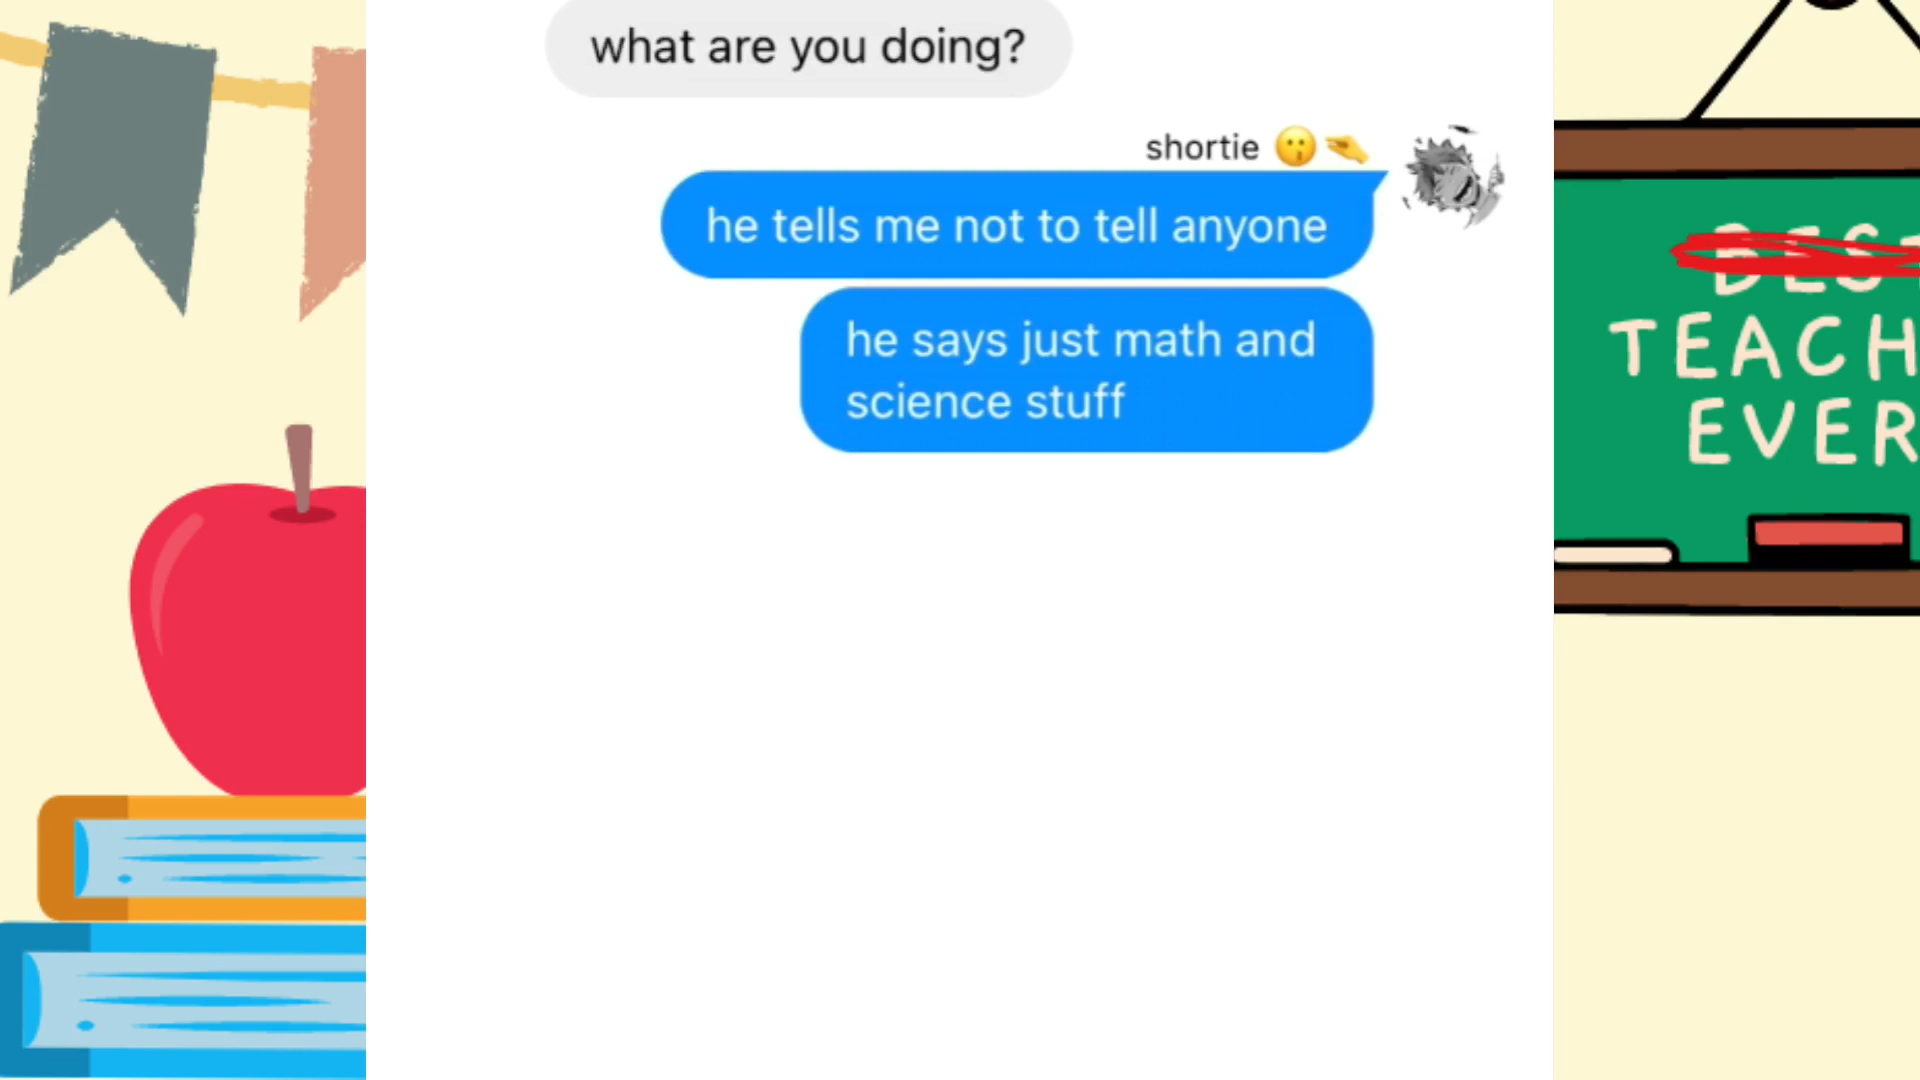 what are you doing?
shortie 😗🤏
he tells me not to tell anyone
he says just math and
science stuff
BEST
TEACH
EVER